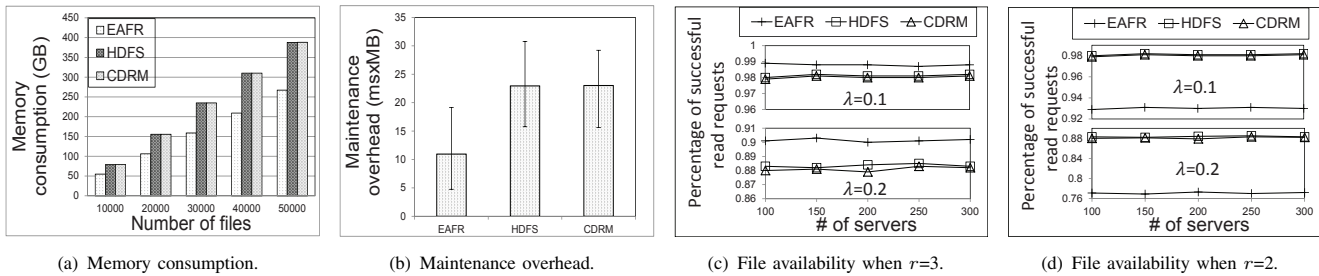 450
400
350
300
250
200
150
100
50
0
Memory
consumption (GB)
EAFR
HDFS
CDRM
10000 20000 30000 40000 50000
Number of files
(a) Memory consumption.
35
30
25
20
15
10
5
0
Maintenance
overhead (msxMB)
EAFR HDFS CDRM
(b) Maintenance overhead.
EAFR HDFS CDRM
Percentage of successful
read requests
1
0.99
0.98
0.97
0.96
λ=0.1
0.91
0.9
0.89
0.88
0.87
0.86
λ=0.2
100 150 200 250 300
# of servers
(c) File availability when r=3.
EAFR HDFS CDRM
Percentage of successful
read requests
0.98
0.96
0.94
0.92
λ=0.1
0.88
0.84
0.8
0.76
λ=0.2
100 150 200 250 300
# of servers
(d) File availability when r=2.